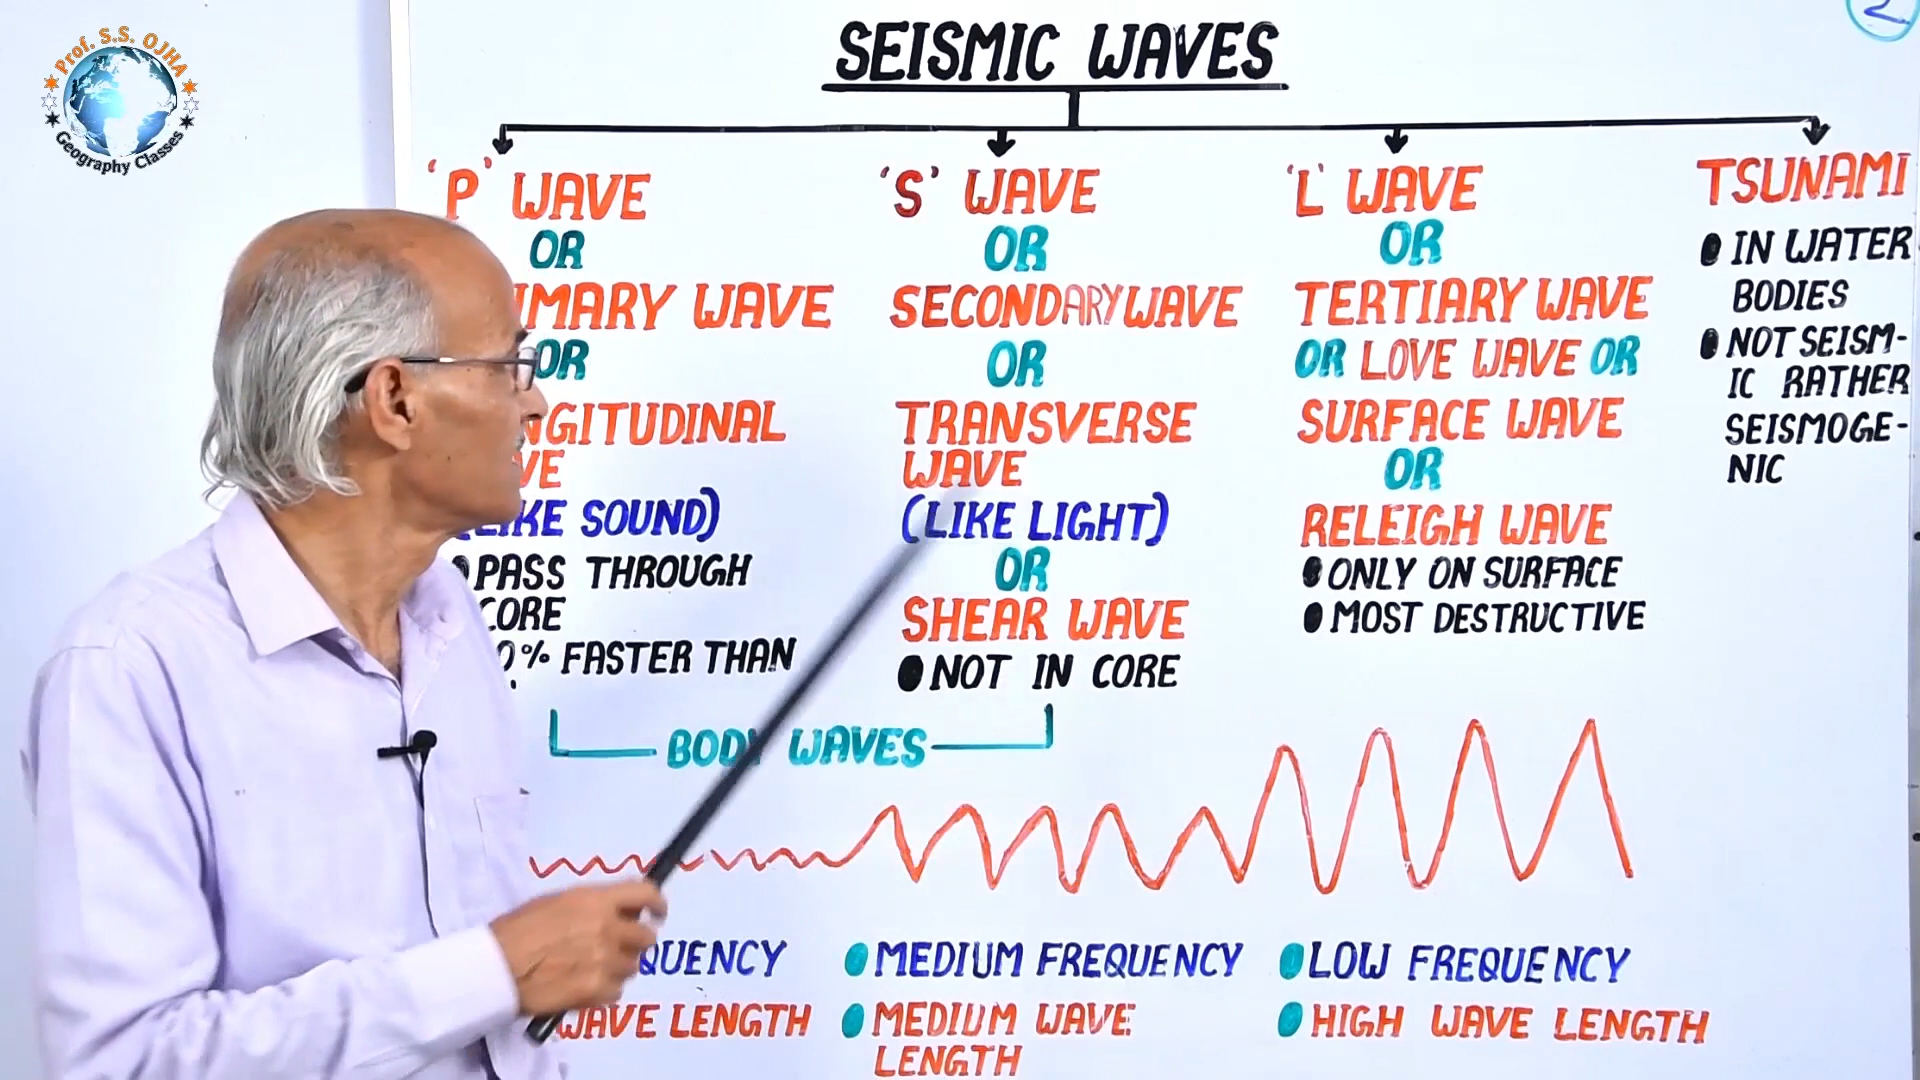 Prof. S.S. OJHA
Geography Classes
2
SEISMIC WAVES
'P' WAVE
OR
IMARY WAVE
OR
NGITUDINAL
VE
(LIKE SOUND)
PASS THROUGH
CORE
0% FASTER THAN
'S' WAVE
OR
SECONDARY WAVE
OR
TRANSVERSE
WAVE
(LIKE LIGHT)
OR
SHEAR WAVE
NOT IN CORE
BODY WAVES
'L' WAVE
OR
TERTIARY WAVE
OR LOVE WAVE OR
SURFACE WAVE
OR
RELEIGH WAVE
ONLY ON SURFACE
MOST DESTRUCTIVE
TSUNAMI
IN WATER
BODIES
NOT SEISM-
IC RATHER
SEISMOGE-
NIC
QUENCY
WAVE LENGTH
MEDIUM FREQUENCY
MEDIUM WAVE
LENGTH
LOW FREQUENCY
HIGH WAVE LENGTH